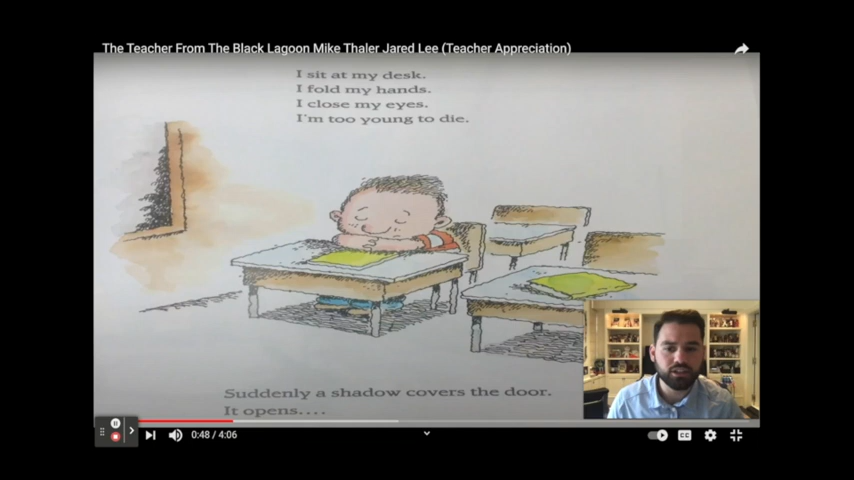 The Teacher From The Black Lagoon Mike Thaler Jared Lee (Teacher Appreciation)
I sit at my desk.
I fold my hands.
I close my eyes.
I'm too young to die.
Suddenly a shadow covers the door.
It opens....
0:48 / 4:06
CC